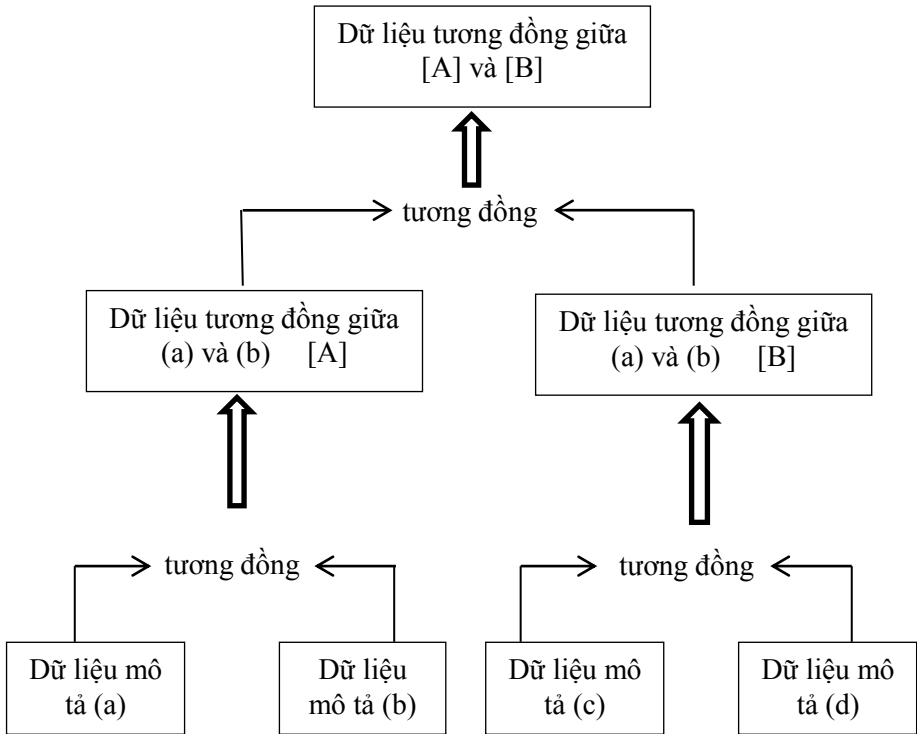 Dữ liệu tương đồng giữa
[A] và [B]
tương đồng
Dữ liệu tương đồng giữa
(a) và (b) [A]
Dữ liệu tương đồng giữa
(a) và (b) [B]
tương đồng
tương đồng
Dữ liệu mô
tả (a)
Dữ liệu
mô tả (b)
Dữ liệu mô
tả (c)
Dữ liệu mô
tả (d)